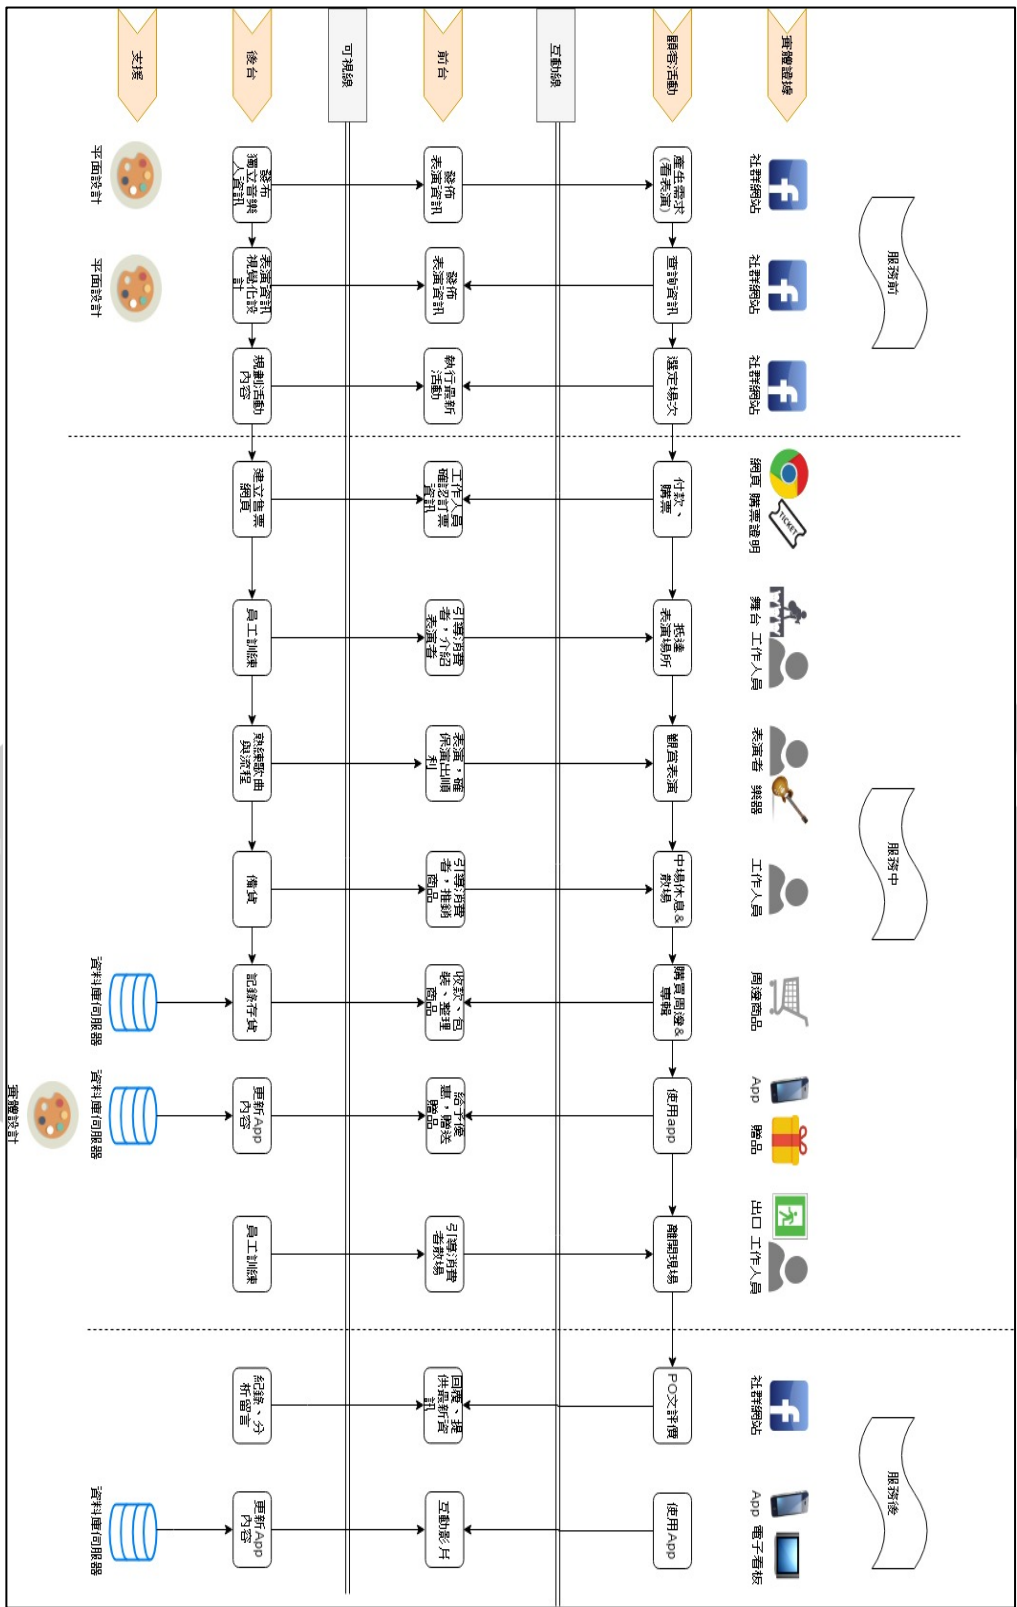 服務前
服務中
服務後
實體證據
社群網站
社群網站
社群網站
TICKET
網頁 購票證明
舞台 工作人員
表演者 樂器
工作人員
周邊商品
App 贈品
出口 工作人員
社群網站
App 電子看板
顧客活動
產生需求
(看表演)
查詢資訊
選定場次
付款、
購票
抵達
表演場所
觀賞表演
中場休息&
散場
購買周邊&
專輯
使用app
離開現場
PO文評價
使用App
互動線
前台
發佈
表演資訊
發佈
表演資訊
執行最新
活動
工作人員
確認訂票
資訊
引導消費
者，介紹
表演者
表演，確
保演出順
利
引導消費
者，推銷
商品
收款、包
裝、整理
商品
給予優
惠，贈送
贈品
引導消費
者散場
回覆、提
供最新資
訊
互動影片
可視線
後台
發布
獨立音樂
人資訊
表演資訊
視覺化設
計
規劃活動
內容
建立售票
網頁
員工訓練
熟練歌曲
與流程
備貨
記錄存貨
更新App
內容
員工訓練
紀錄、分
析留言
更新App
內容
支援
平面設計
平面設計
資料庫伺服器
資料庫伺服器
資料庫伺服器
實體設計